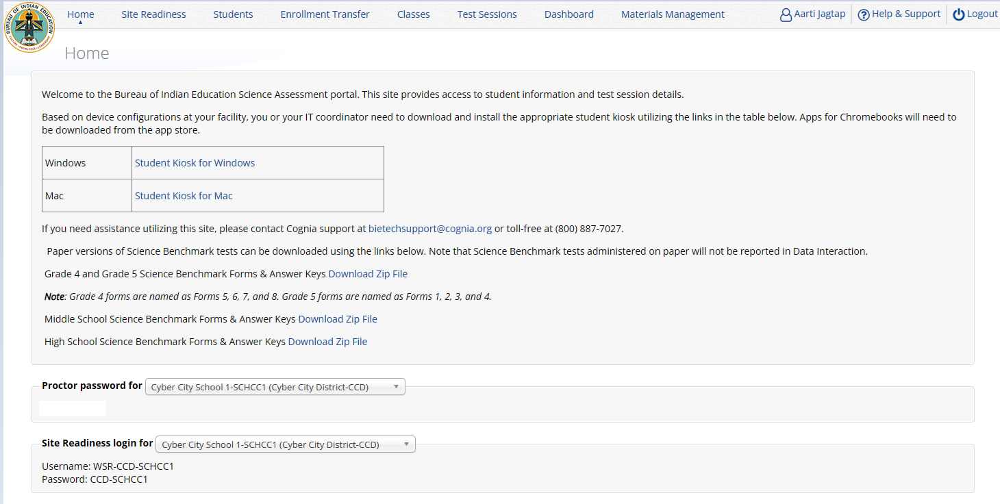 BUREAU OF INDIAN EDUCATION
CULTURE • KNOWLEDGE • LEADERSHIP
Home Site Readiness Students Enrollment Transfer Classes Test Sessions Dashboard Materials Management Aarti Jagtap Help & Support Logout
Home
Welcome to the Bureau of Indian Education Science Assessment portal. This site provides access to student information and test session details.
Based on device configurations at your facility, you or your IT coordinator need to download and install the appropriate student kiosk utilizing the links in the table below. Apps for Chromebooks will need to
be downloaded from the app store.
Windows Student Kiosk for Windows
Mac Student Kiosk for Mac
If you need assistance utilizing this site, please contact Cognia support at bietechsupport@cognia.org or toll-free at (800) 887-7027.
Paper versions of Science Benchmark tests can be downloaded using the links below. Note that Science Benchmark tests administered on paper will not be reported in Data Interaction.
Grade 4 and Grade 5 Science Benchmark Forms & Answer Keys Download Zip File
Note: Grade 4 forms are named as Forms 5, 6, 7, and 8. Grade 5 forms are named as Forms 1, 2, 3, and 4.
Middle School Science Benchmark Forms & Answer Keys Download Zip File
High School Science Benchmark Forms & Answer Keys Download Zip File
Proctor password for Cyber City School 1-SCHCC1 (Cyber City District-CCD)
Site Readiness login for Cyber City School 1-SCHCC1 (Cyber City District-CCD)
Username: WSR-CCD-SCHCC1
Password: CCD-SCHCC1